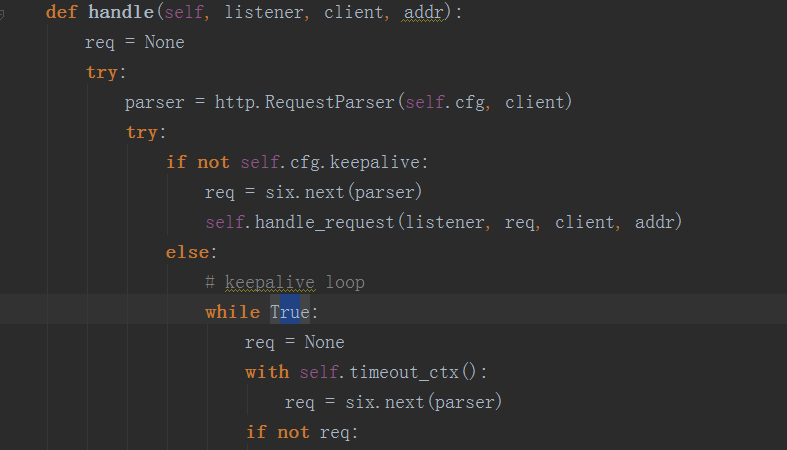 def handle(self, listener, client, addr):
    req = None
    try:
        parser = http.RequestParser(self.cfg, client)
        try:
            if not self.cfg.keepalive:
                req = six.next(parser)
                self.handle_request(listener, req, client, addr)
            else:
                # keepalive loop
                while True:
                    req = None
                    with self.timeout_ctx():
                        req = six.next(parser)
                    if not req: